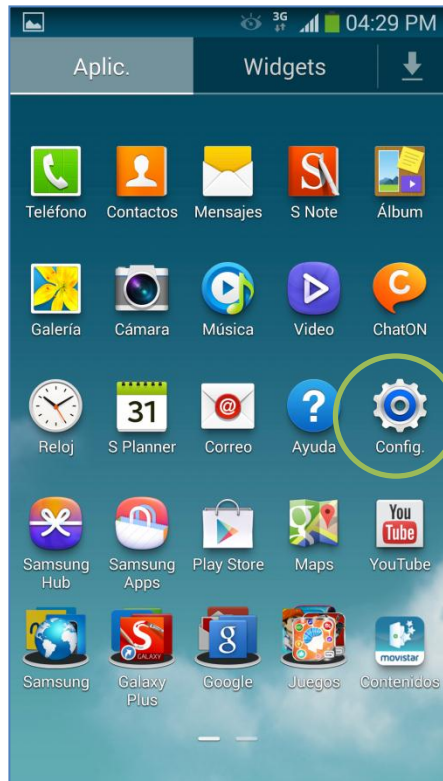 3G 04:29 PM
Aplic. Widgets
Teléfono Contactos Mensajes S Note Álbum
Galería Cámara Música Video ChatON
31
Reloj S Planner Correo Ayuda Config.
You
Tube
Samsung Hub Samsung Apps Play Store Maps YouTube
GALAXY
movistar
Samsung Galaxy Plus Google Juegos Contenidos